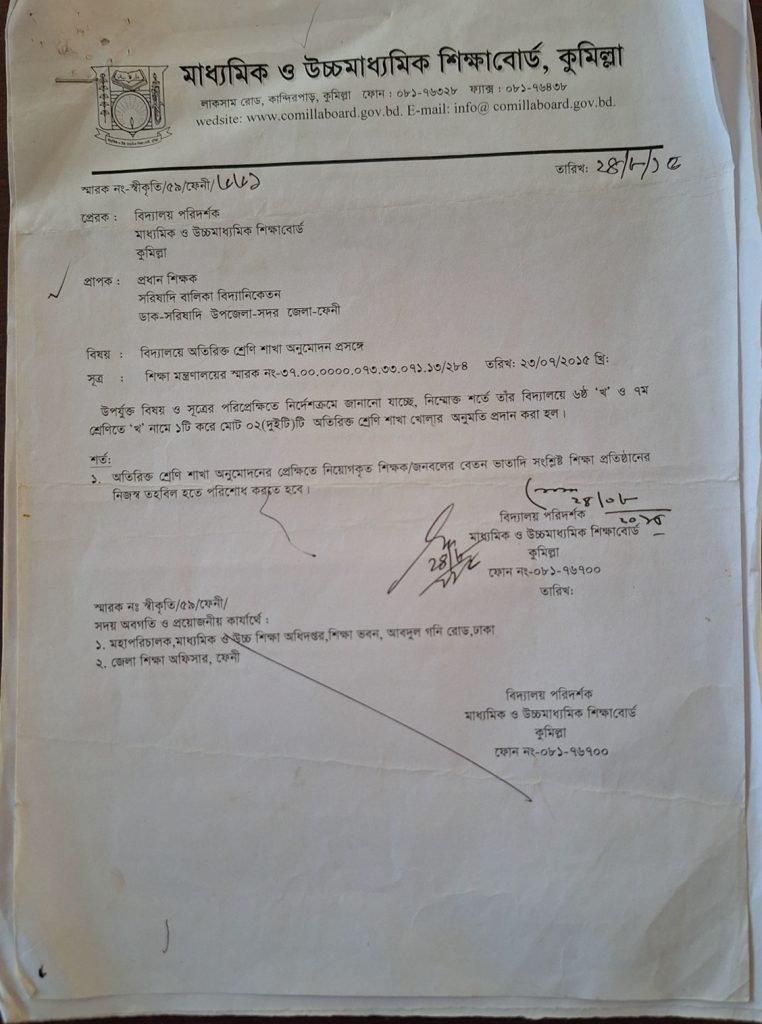 মাধ্যমিক ও উচ্চমাধ্যমিক শিক্ষাবোর্ড, কুমিল্লা
লাকসাম রোড, কান্দিরপাড়, কুমিল্লা ফোন : ০৮১-৭৬৩২৮ ফ্যাক্স : ০৮১-৭৬৪৩৮
wedsite: www.comillaboard.gov.bd. E-mail: info@ comillaboard.gov.bd.
স্মারক নং-স্বীকৃতি/৫৯/ফেনী/ তারিখ: ২৪/৮/১৫
প্রেরক : বিদ্যালয় পরিদর্শক
মাধ্যমিক ও উচ্চমাধ্যমিক শিক্ষাবোর্ড
কুমিল্লা
প্রাপক : প্রধান শিক্ষক
সরিষাদি বালিকা বিদ্যানিকেতন
ডাক-সরিষাদি উপজেলা-সদর জেলা-ফেনী
বিষয় : বিদ্যালয়ে অতিরিক্ত শ্রেণি শাখা অনুমোদন প্রসঙ্গে
সূত্র : শিক্ষা মন্ত্রণালয়ের স্মারক নং-৩৭.০০.০০০০.০৭৩.৩৩.০৭১.১৩/২৮৪ তরিখ: ২৩/০৭/২০১৫ খ্রি:
উপর্যুক্ত বিষয় ও সূত্রের পরিপ্রেক্ষিতে নির্দেশক্রমে জানানো যাচ্ছে, নিম্মোক্ত শর্তে তাঁর বিদ্যালয়ে ৬ষ্ঠ ‘খ’ ও ৭ম
শ্রেণিতে ‘খ’ নামে ১টি করে মোট ০২(দুইটি)টি অতিরিক্ত শ্রেণি শাখা খোলার অনুমতি প্রদান করা হল।
শর্ত:
১. অতিরিক্ত শ্রেণি শাখা অনুমোদনের প্রেক্ষিতে নিয়োগকৃত শিক্ষক/জনবলের বেতন ভাতাদি সংশ্লিষ্ট শিক্ষা প্রতিষ্ঠানের
নিজস্ব তহবিল হতে পরিশোধ করতে হবে।
২৪/০৮
২০১৫
বিদ্যালয় পরিদর্শক
মাধ্যমিক ও উচ্চমাধ্যমিক শিক্ষাবোর্ড
কুমিল্লা
ফোন নং-০৮১-৭৬৭০০
তারিখ:
স্মারক নঃ স্বীকৃতি/৫৯/ফেনী/
সদয় অবগতি ও প্রয়োজনীয় কার্যার্থে :
১. মহাপরিচালক,মাধ্যমিক ও উচ্চ শিক্ষা অধিদপ্তর,শিক্ষা ভবন, আবদুল গনি রোড,ঢাকা
২. জেলা শিক্ষা অফিসার, ফেনী
বিদ্যালয় পরিদর্শক
মাধ্যমিক ও উচ্চমাধ্যমিক শিক্ষাবোর্ড
কুমিল্লা
ফোন নং-০৮১-৭৬৭০০